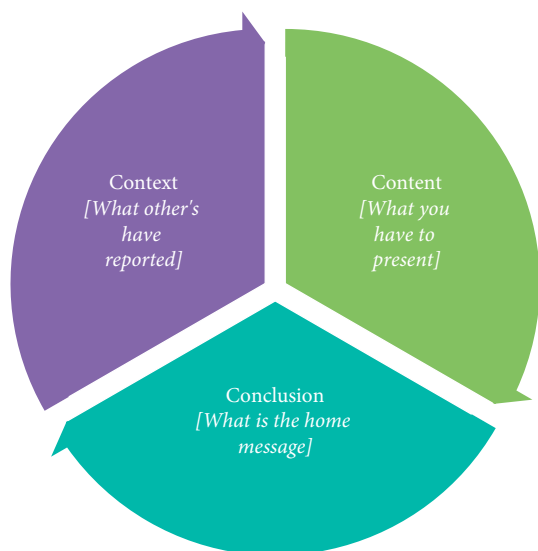 Context
[What other's
have
reported]
Content
[What you
have to
present]
Conclusion
[What is the home
message]